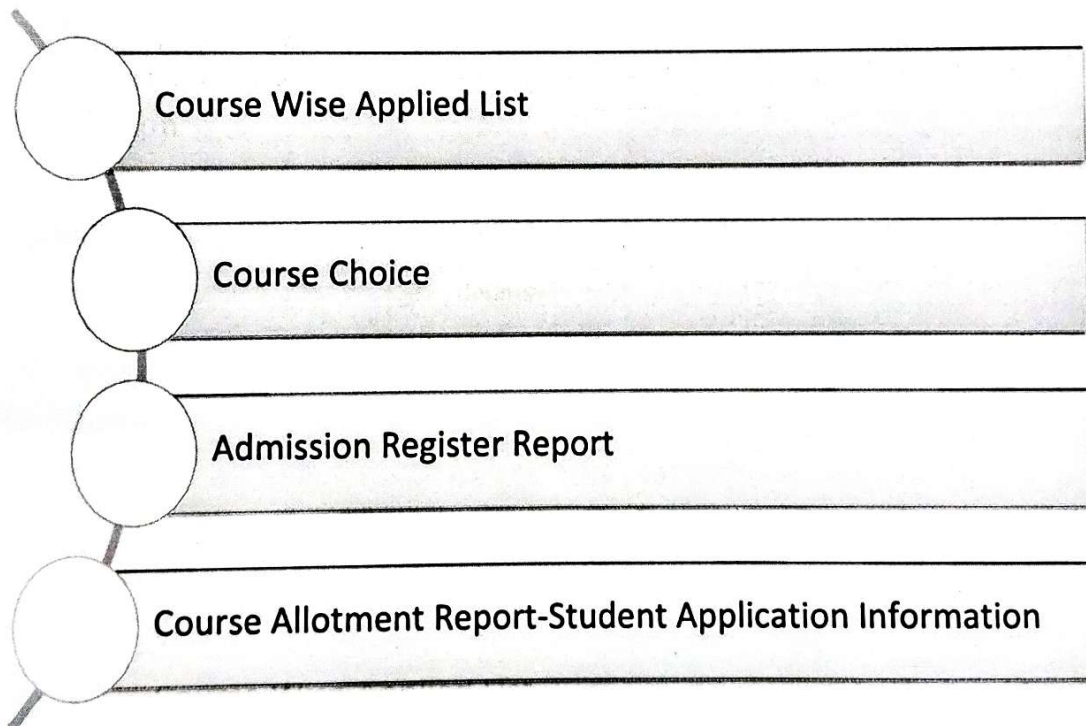 Course Wise Applied List
Course Choice
Admission Register Report
Course Allotment Report-Student Application Information